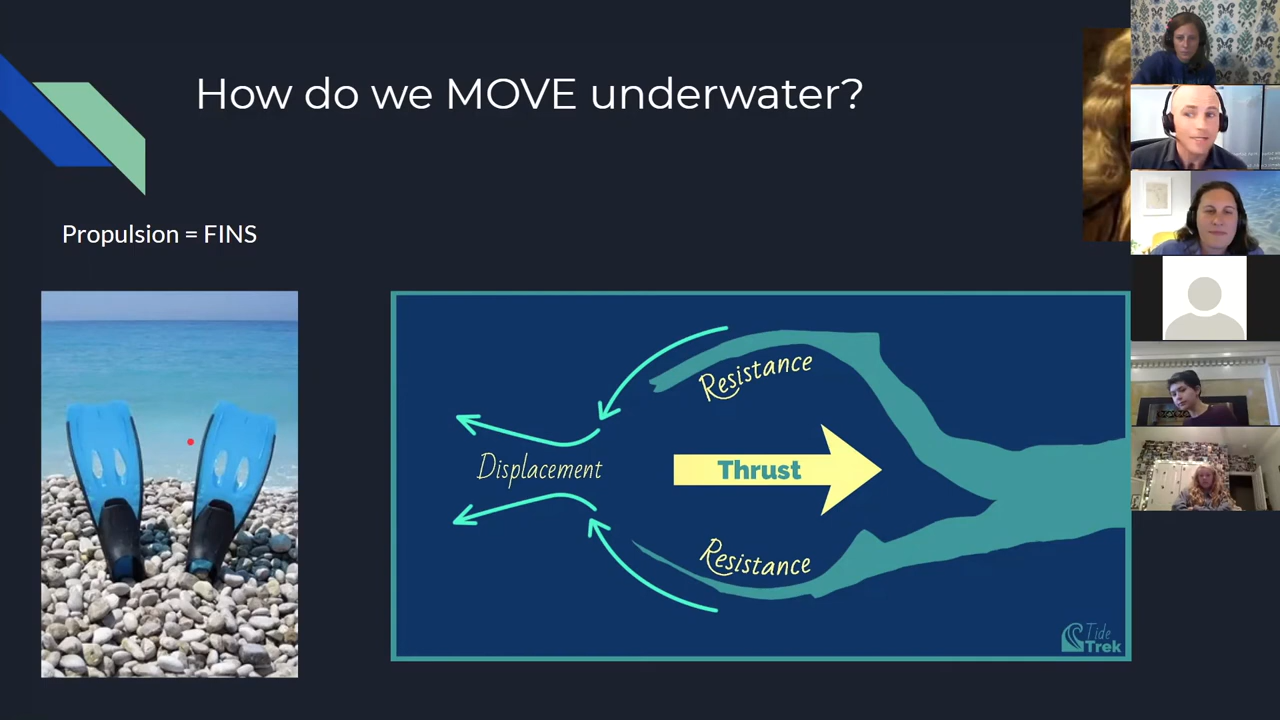 How do we MOVE underwater?
Propulsion = FINS
Resistance
Displacement
Thrust
Resistance
Tide
Trek